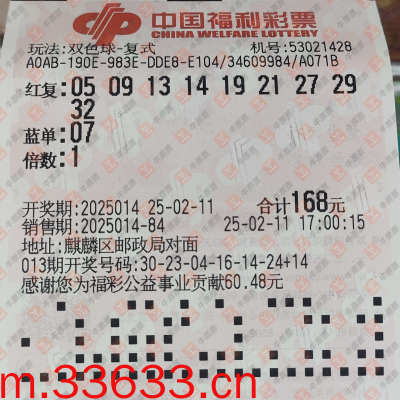 中国福利彩票
CHINA WELFARE LOTTERY
玩法:双色球-复式 机号:53021428
A0AB-190E-983E-DDE8-E104/34609984/A071B
红复:05 09 13 14 19 21 27 29
32
蓝单:07
倍数:1
开奖期:2025014 25-02-11 合计168元
销售期:2025014-84 25-02-11 17:00:15
地址:麒麟区邮政局对面
013期开奖号码:30-23-04-16-14-24+14
感谢您为福彩公益事业贡献60.48元
m.33633.cn